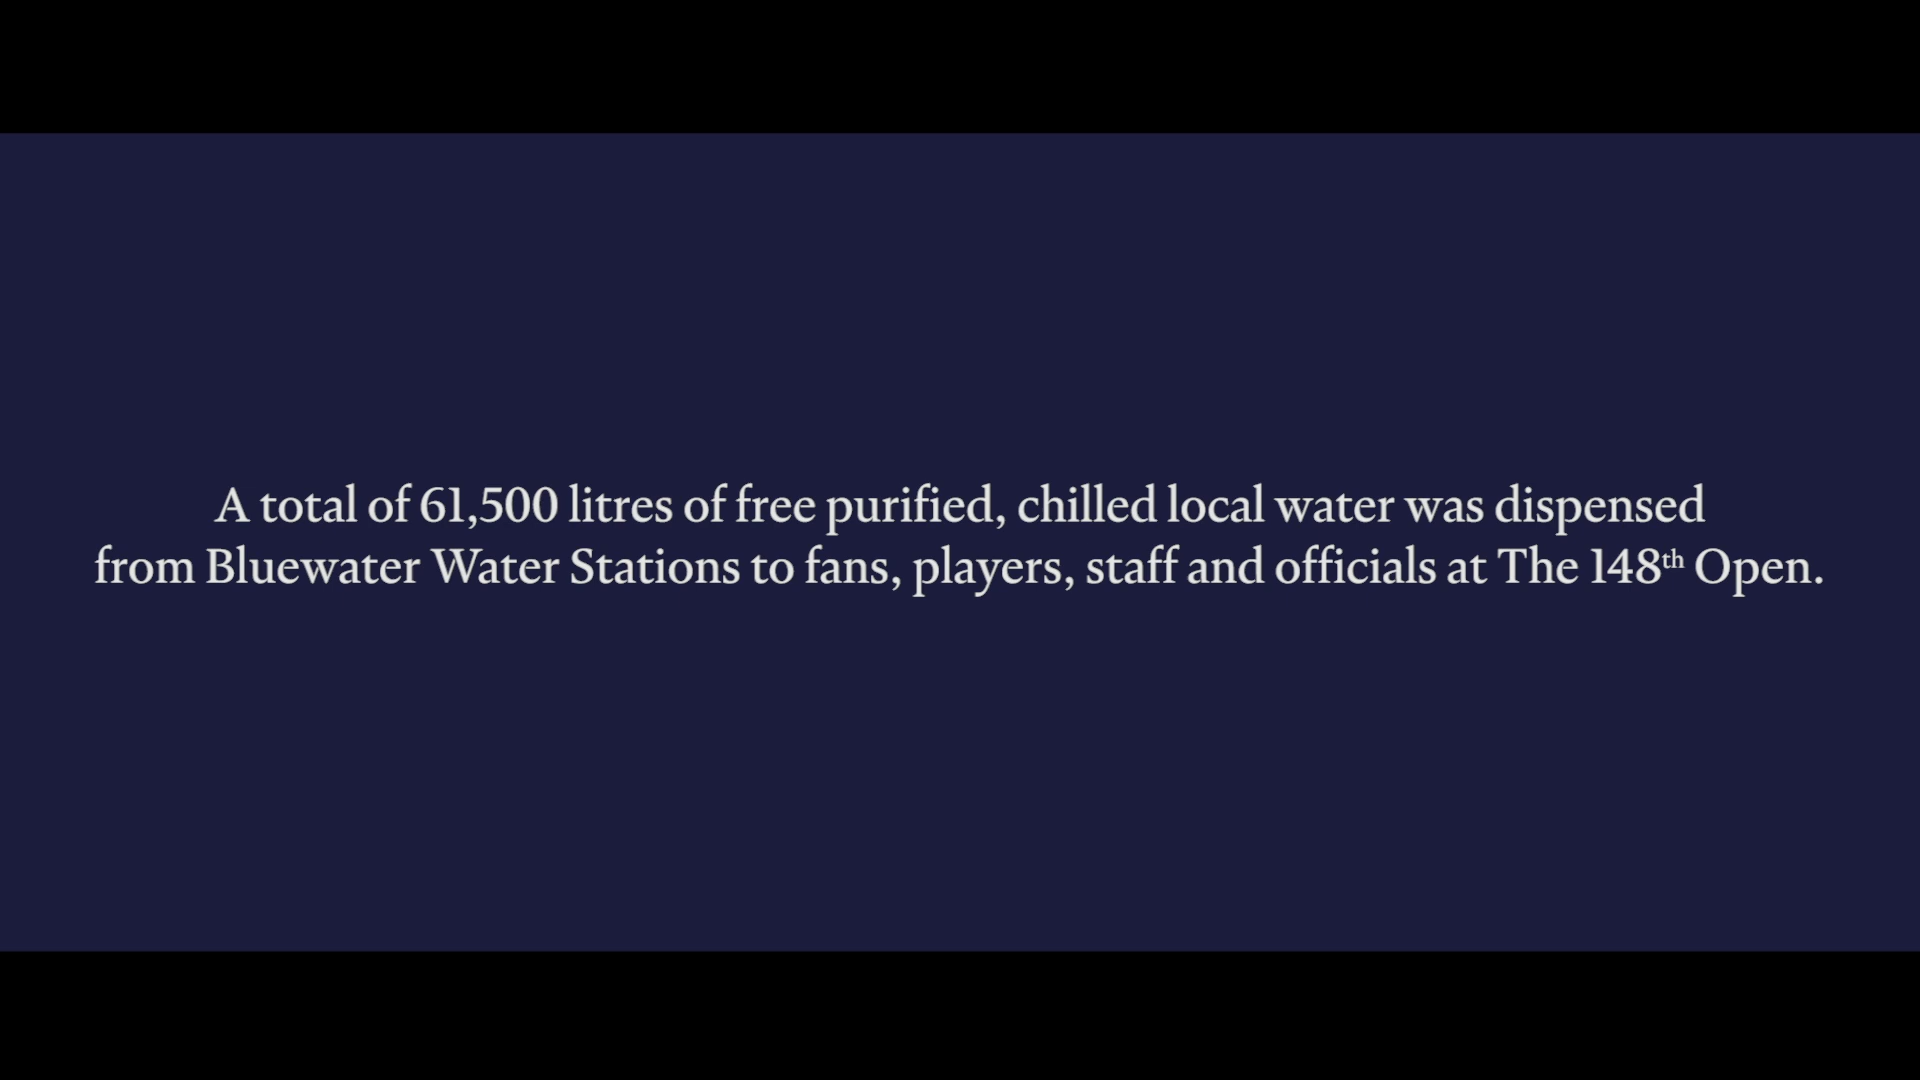 A total of 61,500 litres of free purified, chilled local water was dispensed
from Bluewater Water Stations to fans, players, staff and officials at The 148th Open.